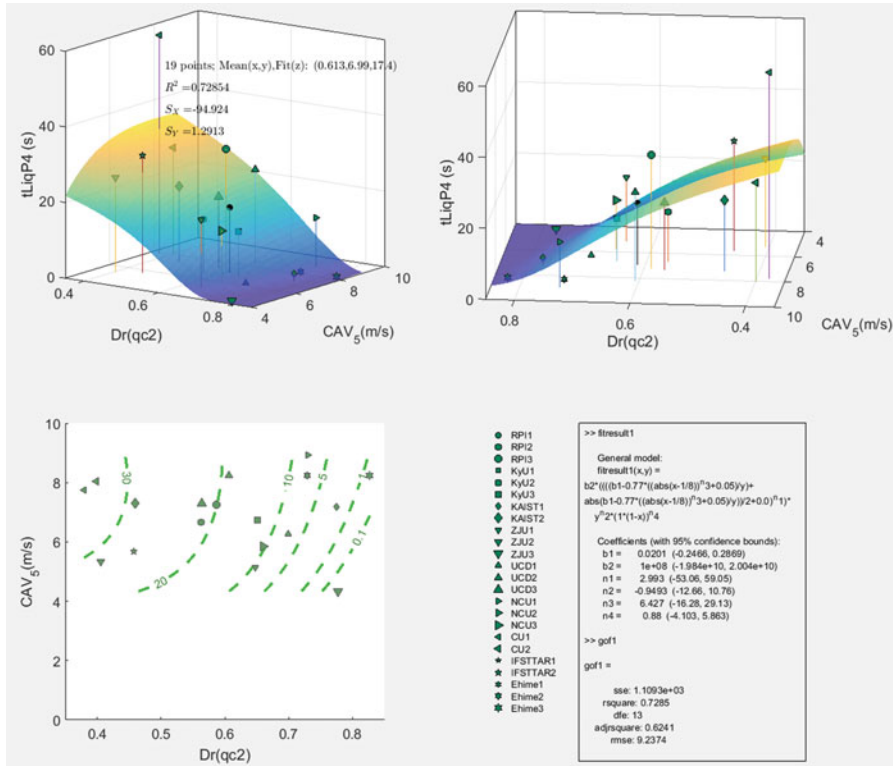 60
40
20
0
tLiqP4 (s)
19 points; Mean(x,y),Fit(z): (0.613,6.99,17.4)
R² =0.72854
S_X =-94.924
S_Y =1.2913
0.4
0.6
0.8
Dr(qc2)
4
6
8
10
CAV5(m/s)
60
40
20
0
tLiqP4 (s)
0.8
0.6
0.4
Dr(qc2)
4
6
8
10
CAV5(m/s)
10
8
6
4
2
0
CAV5(m/s)
30
20
10
5
1
0.1
0.4
0.5
0.6
0.7
0.8
Dr(qc2)
RPI1
RPI2
RPI3
KyU1
KyU2
KyU3
KAIST1
KAIST2
ZJU1
ZJU2
ZJU3
UCD1
UCD2
UCD3
NCU1
NCU2
NCU3
CU1
CU2
IFSTTAR1
IFSTTAR2
Ehime1
Ehime2
Ehime3
>> fitresult1
General model:
fitresult1(x,y) =
b2*((((b1-0.77*((abs(x-1/8))^n3+0.05)/y)+
abs(b1-0.77*((abs(x-1/8))^n3+0.05)/y))/2+0.0)^n1)*
y^n2*(1*(1-x))^n4
Coefficients (with 95% confidence bounds):
b1 = 0.0201 (-0.2466, 0.2869)
b2 = 1e+08 (-1.984e+10, 2.004e+10)
n1 = 2.993 (-53.06, 59.05)
n2 = -0.9493 (-12.66, 10.76)
n3 = 6.427 (-16.28, 29.13)
n4 = 0.88 (-4.103, 5.863)
>> gof1
gof1 =
sse: 1.1093e+03
rsquare: 0.7285
dfe: 13
adjrsquare: 0.6241
rmse: 9.2374